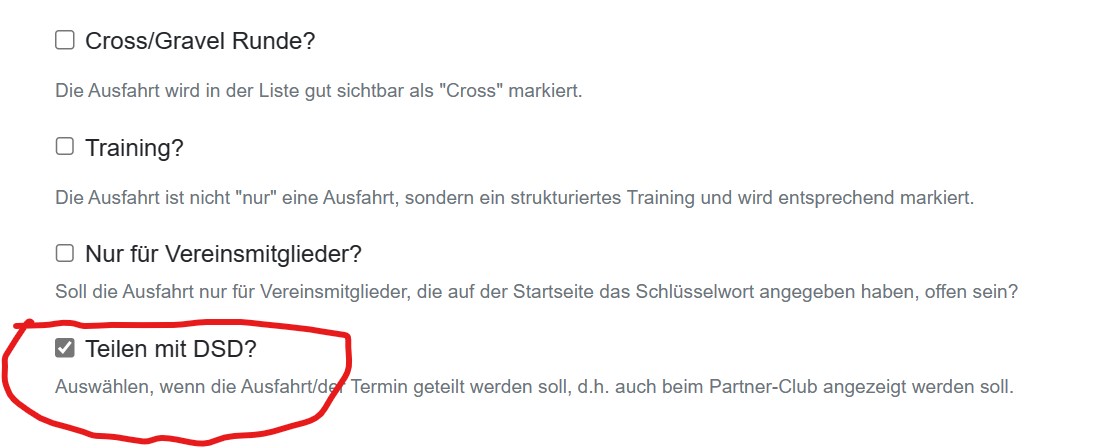 Cross/Gravel Runde?
Die Ausfahrt wird in der Liste gut sichtbar als "Cross" markiert.
Training?
Die Ausfahrt ist nicht "nur" eine Ausfahrt, sondern ein strukturiertes Training und wird entsprechend markiert.
Nur für Vereinsmitglieder?
Soll die Ausfahrt nur für Vereinsmitglieder, die auf der Startseite das Schlüsselwort angegeben haben, offen sein?
Teilen mit DSD?
Auswählen, wenn die Ausfahrt/der Termin geteilt werden soll, d.h. auch beim Partner-Club angezeigt werden soll.